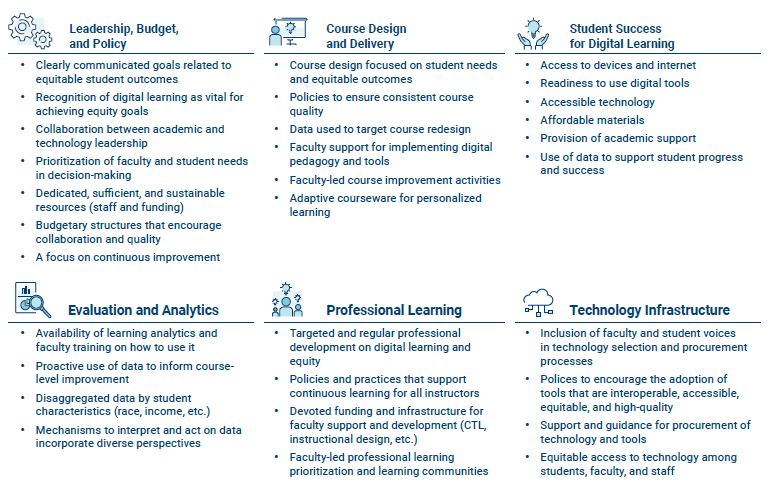 Leadership, Budget,
and Policy
• Clearly communicated goals related to
equitable student outcomes
• Recognition of digital learning as vital for
achieving equity goals
• Collaboration between academic and
technology leadership
• Prioritization of faculty and student needs
in decision-making
• Dedicated, sufficient, and sustainable
resources (staff and funding)
• Budgetary structures that encourage
collaboration and quality
• A focus on continuous improvement
Course Design
and Delivery
• Course design focused on student needs
and equitable outcomes
• Policies to ensure consistent course
quality
• Data used to target course redesign
• Faculty support for implementing digital
pedagogy and tools
• Faculty-led course improvement activities
• Adaptive courseware for personalized
learning
Student Success
for Digital Learning
• Access to devices and internet
• Readiness to use digital tools
• Accessible technology
• Affordable materials
• Provision of academic support
• Use of data to support student progress
and success
Evaluation and Analytics
• Availability of learning analytics and
faculty training on how to use it
• Proactive use of data to inform course-
level improvement
• Disaggregated data by student
characteristics (race, income, etc.)
• Mechanisms to interpret and act on data
incorporate diverse perspectives
Professional Learning
• Targeted and regular professional
development on digital learning and
equity
• Policies and practices that support
continuous learning for all instructors
• Devoted funding and infrastructure for
faculty support and development (CTL,
instructional design, etc.)
• Faculty-led professional learning
prioritization and learning communities
Technology Infrastructure
• Inclusion of faculty and student voices
in technology selection and procurement
processes
• Polices to encourage the adoption of
tools that are interoperable, accessible,
equitable, and high-quality
• Support and guidance for procurement of
technology and tools
• Equitable access to technology among
students, faculty, and staff